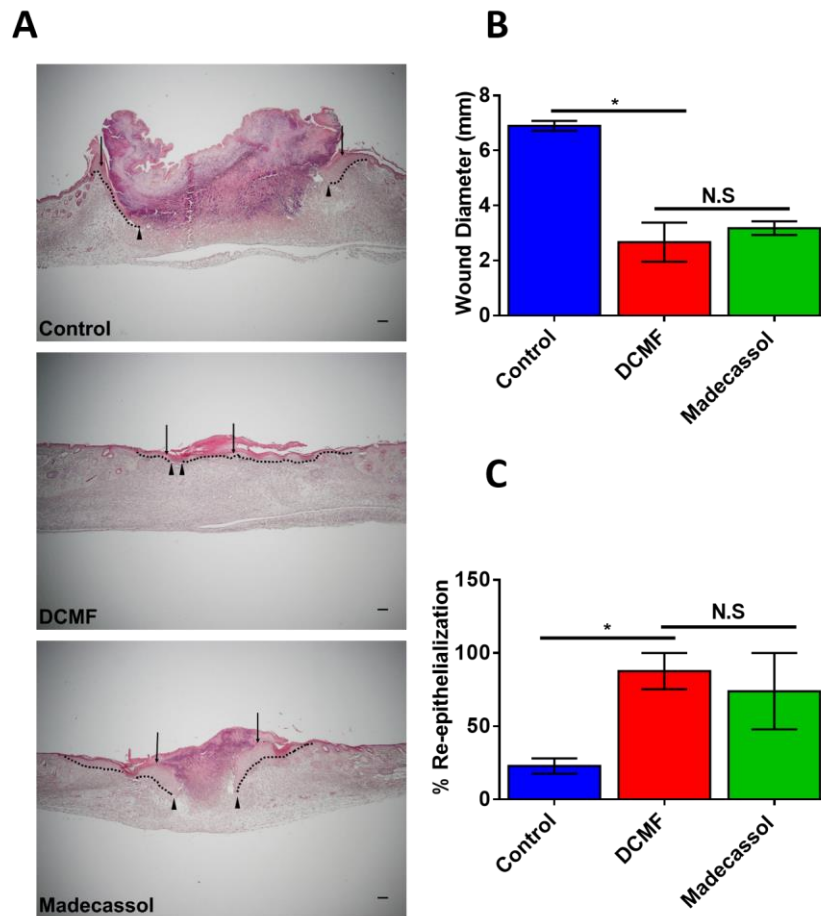 A
Control
DCMF
Madecassol
B
Wound Diameter (mm)
8
6
4
2
0
*
N.S
Control
DCMF
Madecassol
C
% Re-epithelialization
150
100
50
0
*
N.S
Control
DCMF
Madecassol